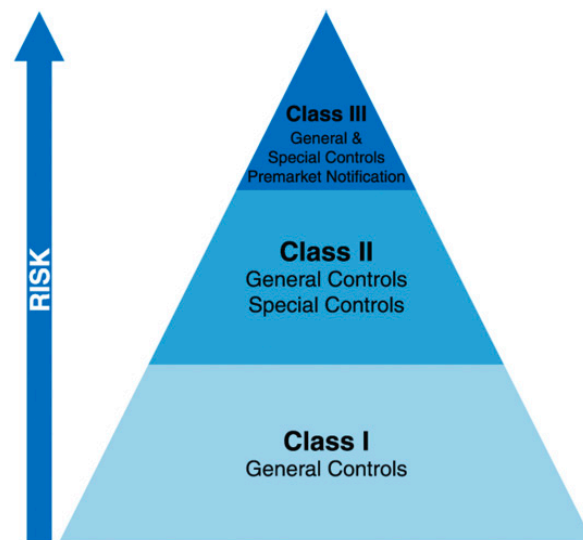 RISK
Class III
General &
Special Controls
Premarket Notification
Class II
General Controls
Special Controls
Class I
General Controls